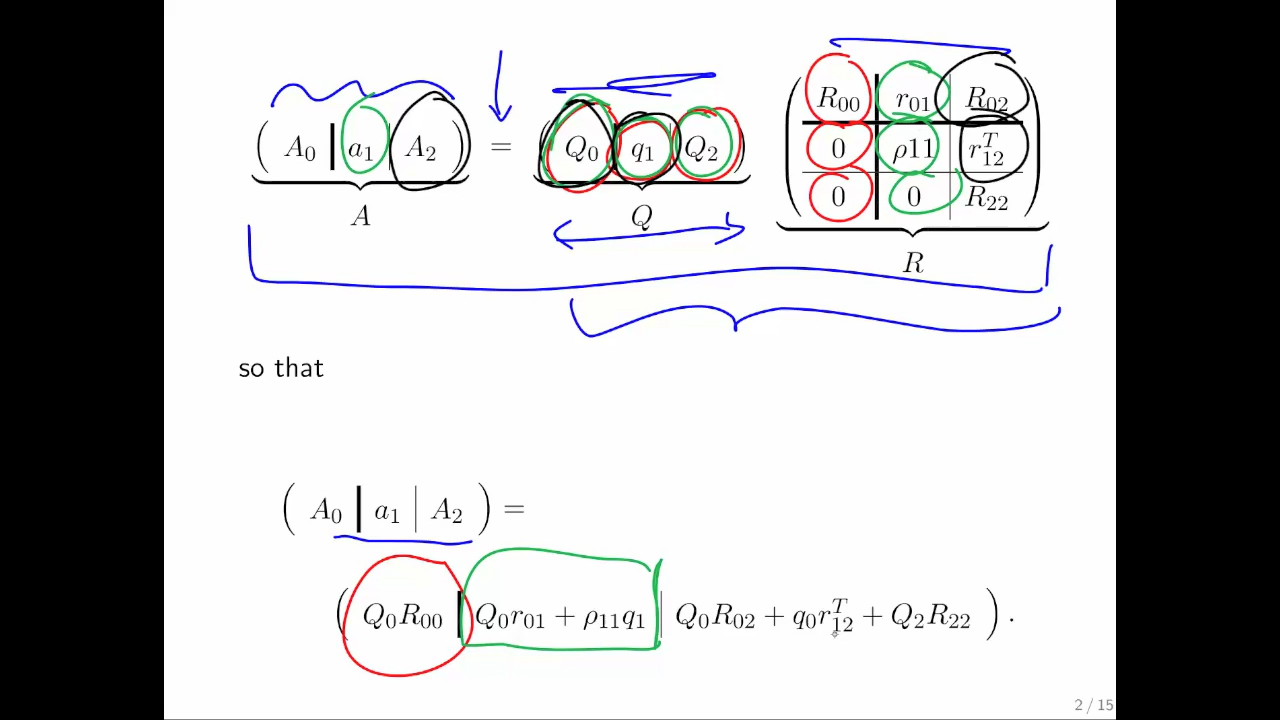 ( A₀ | a₁ | A₂ ) = ( Q₀ | q₁ | Q₂ ) ( R₀₀ | r₀₁ | R₀₂
0 | ρ11 | r₁₂ᵀ
0 | 0 | R₂₂ )
A Q R
so that
( A₀ | a₁ | A₂ ) =
( Q₀R₀₀ | Q₀r₀₁ + ρ₁₁q₁ | Q₀R₀₂ + q₀r₁₂ᵀ + Q₂R₂₂ ) .
2 / 15